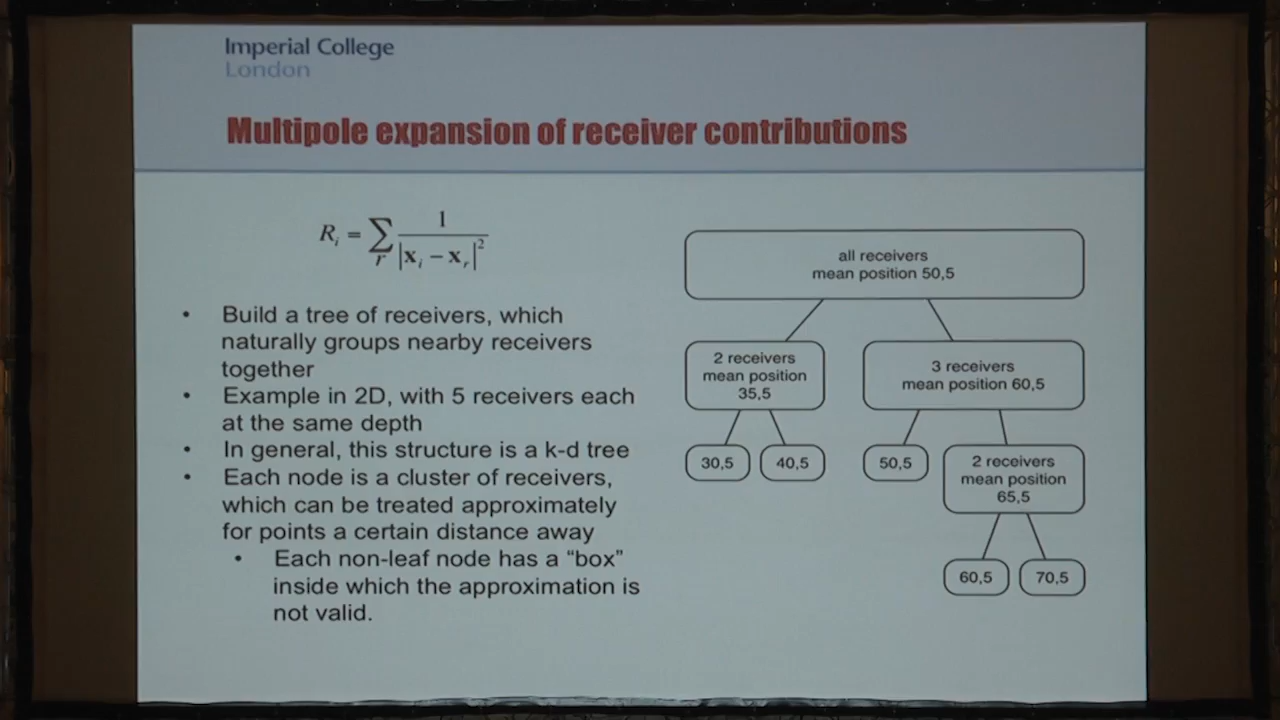 Imperial College
London
Multipole expansion of receiver contributions
R_i = ∑_r 1 / |x_i − x_r|^2
• Build a tree of receivers, which
naturally groups nearby receivers
together
• Example in 2D, with 5 receivers each
at the same depth
• In general, this structure is a k-d tree
• Each node is a cluster of receivers,
which can be treated approximately
for points a certain distance away
• Each non-leaf node has a “box”
inside which the approximation is
not valid.
all receivers
mean position 50,5
2 receivers
mean position
35,5
3 receivers
mean position 60,5
30,5
40,5
50,5
2 receivers
mean position
65,5
60,5
70,5